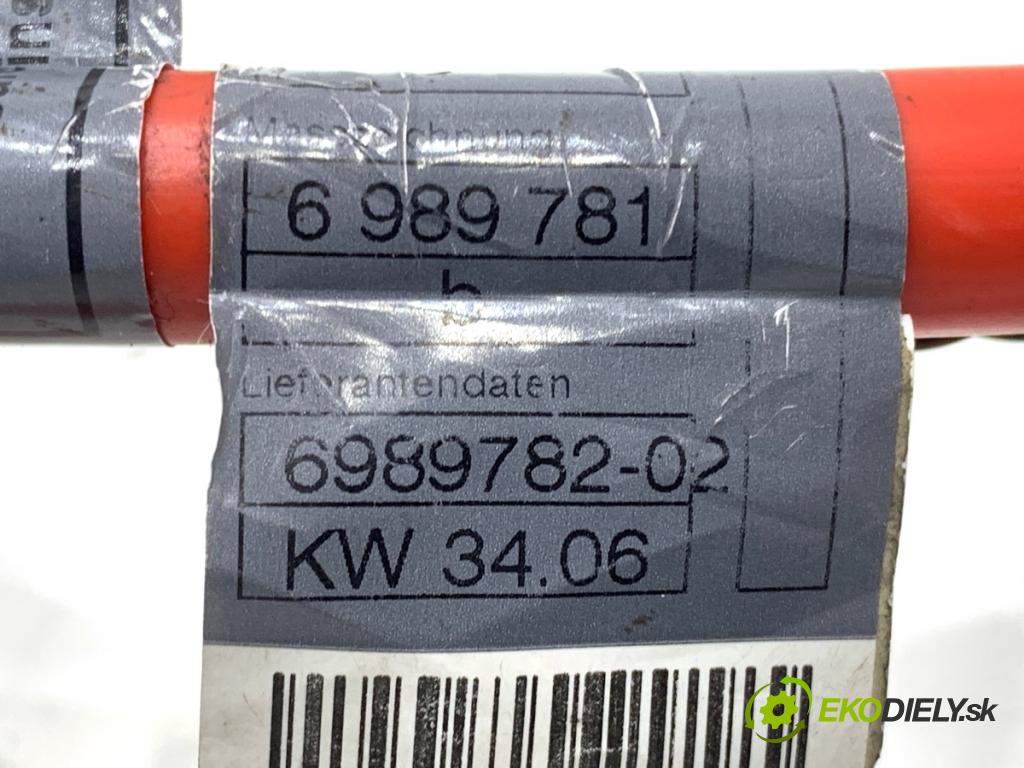 6 989 781
b
Lieferantendaten
6989782-02
KW 34.06
EKODIELY.sk